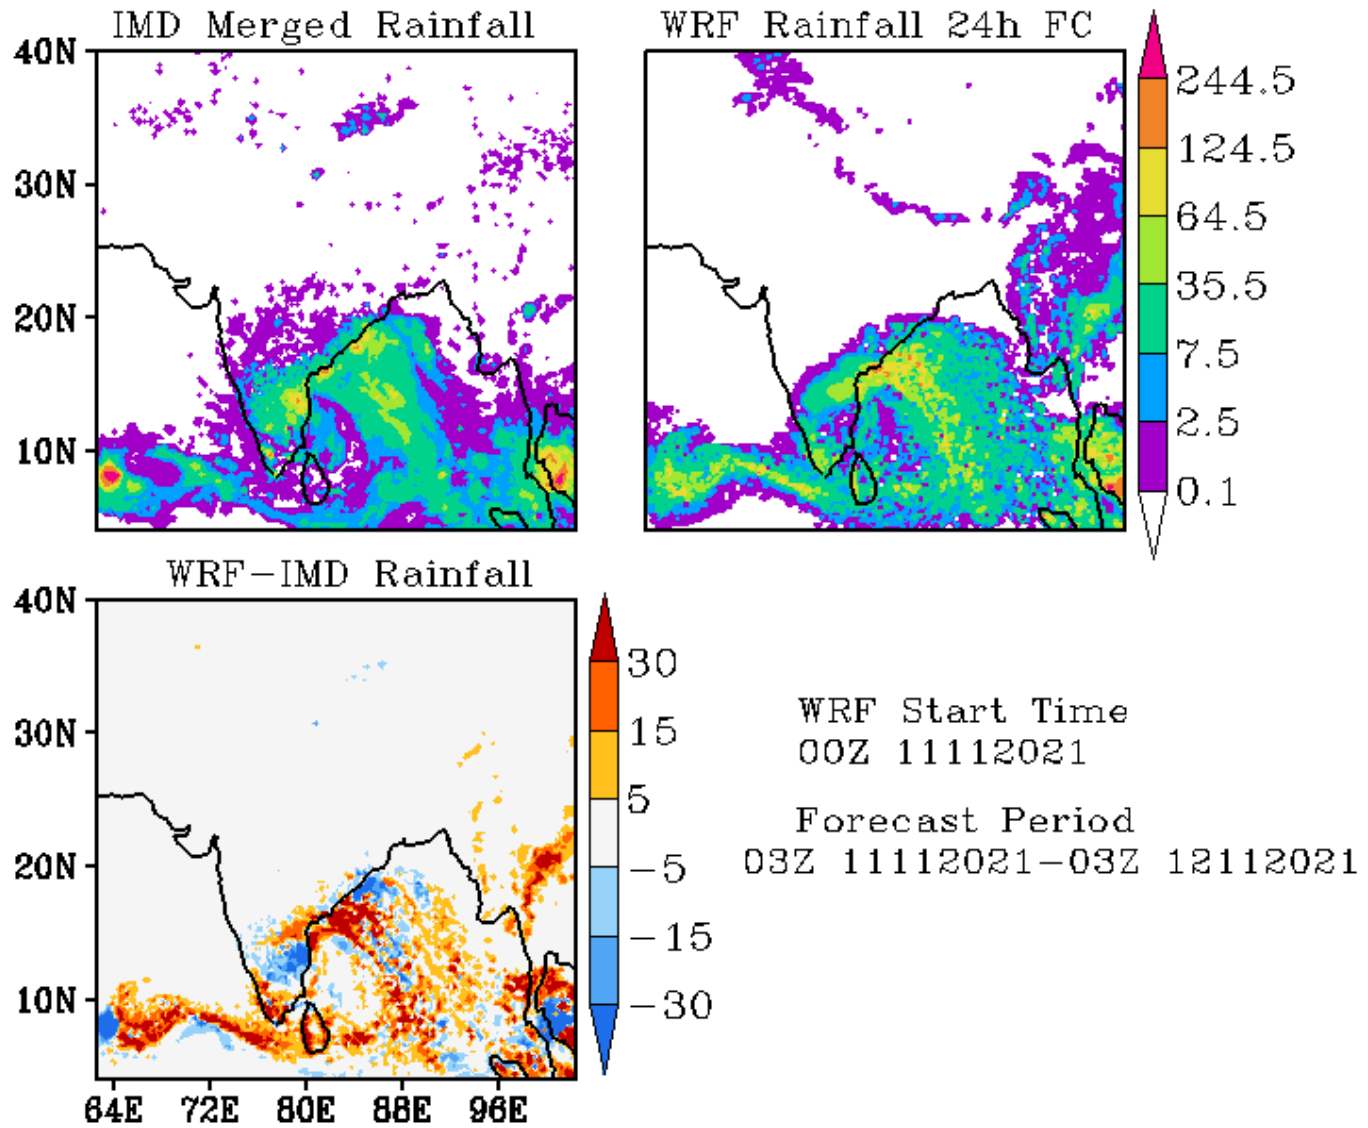 IMD Merged Rainfall
WRF Rainfall 24h FC
40N
30N
20N
10N
244.5
124.5
64.5
35.5
7.5
2.5
0.1
WRF-IMD Rainfall
40N
30N
20N
10N
64E 72E 80E 88E 96E
30
15
5
-5
-15
-30
WRF Start Time
00Z 11112021
Forecast Period
03Z 11112021-03Z 12112021